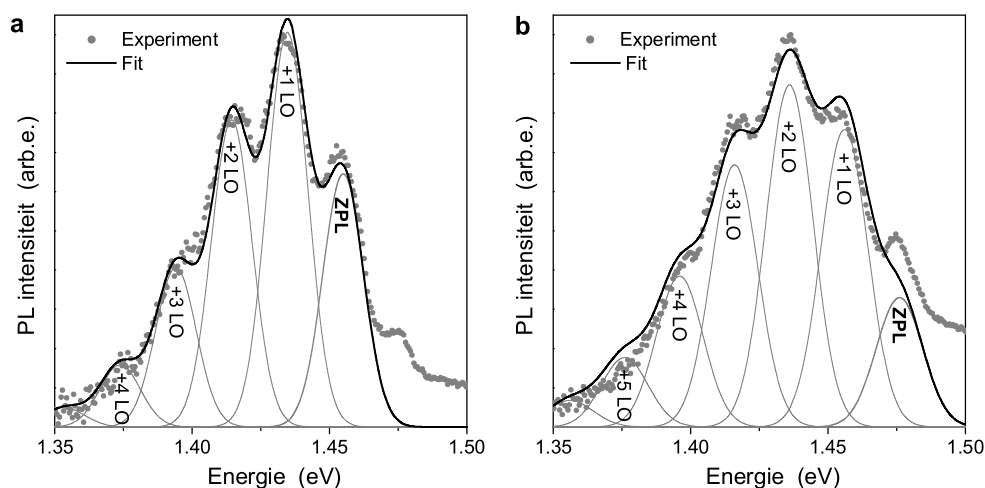 a
Experiment
Fit
PL intensiteit (arb.e.)
+4 LO
+3 LO
+2 LO
+1 LO
ZPL
1.35 1.40 1.45 1.50
Energie (eV)
b
Experiment
Fit
PL intensiteit (arb.e.)
+5 LO
+4 LO
+3 LO
+2 LO
+1 LO
ZPL
1.35 1.40 1.45 1.50
Energie (eV)